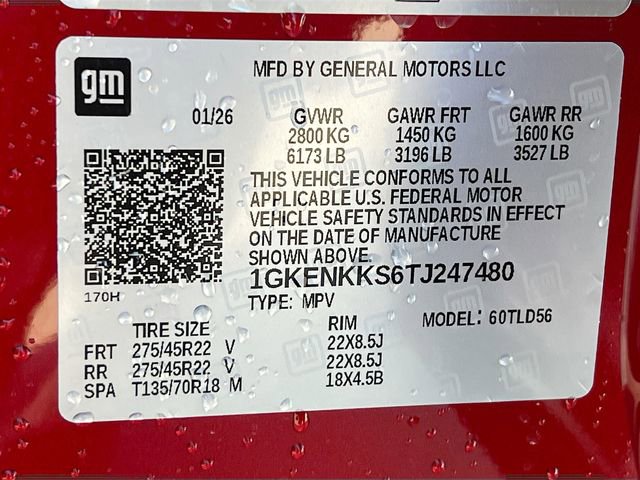 gm
MFD BY GENERAL MOTORS LLC
01/26 GVWR GAWR FRT GAWR RR
2800 KG 1450 KG 1600 KG
6173 LB 3196 LB 3527 LB
THIS VEHICLE CONFORMS TO ALL
APPLICABLE U.S. FEDERAL MOTOR
VEHICLE SAFETY STANDARDS IN EFFECT
ON THE DATE OF MANUFACTURE
SHOWN ABOVE.
1GKENKKS6TJ247480
170H
TYPE: MPV MODEL: 60TLD56
TIRE SIZE RIM
FRT 275/45R22 V 22X8.5J
RR 275/45R22 V 22X8.5J
SPA T135/70R18 M 18X4.5B